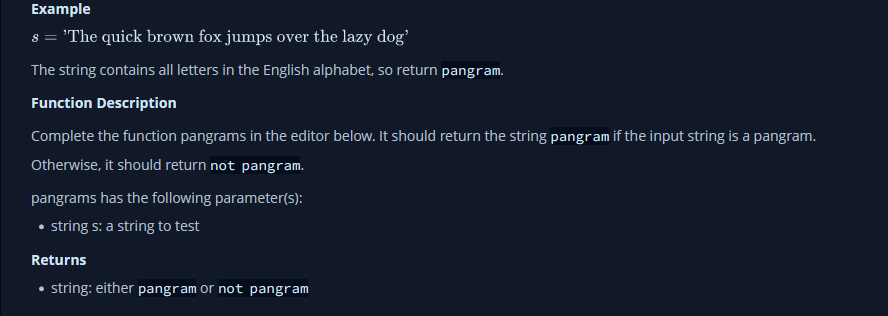 Example
s = ’The quick brown fox jumps over the lazy dog’
The string contains all letters in the English alphabet, so return pangram.
Function Description
Complete the function pangrams in the editor below. It should return the string pangram if the input string is a pangram.
Otherwise, it should return not pangram.
pangrams has the following parameter(s):
• string s: a string to test
Returns
• string: either pangram or not pangram